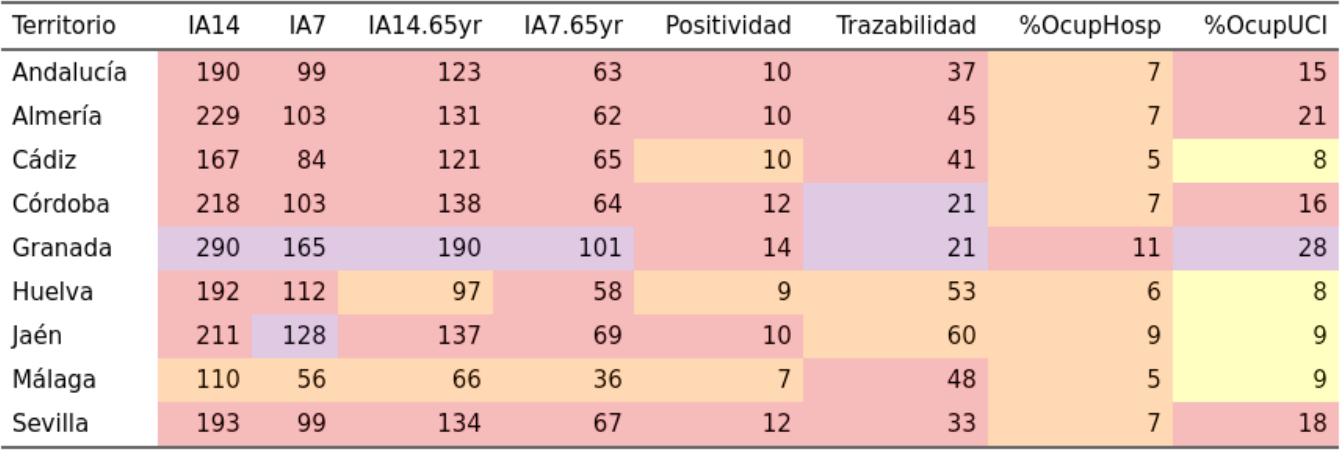 Territorio IA14 IA7 IA14.65yr IA7.65yr Positividad Trazabilidad %OcupHosp %OcupUCI
Andalucía 190 99 123 63 10 37 7 15
Almería 229 103 131 62 10 45 7 21
Cádiz 167 84 121 65 10 41 5 8
Córdoba 218 103 138 64 12 21 7 16
Granada 290 165 190 101 14 21 11 28
Huelva 192 112 97 58 9 53 6 8
Jaén 211 128 137 69 10 60 9 9
Málaga 110 56 66 36 7 48 5 9
Sevilla 193 99 134 67 12 33 7 18